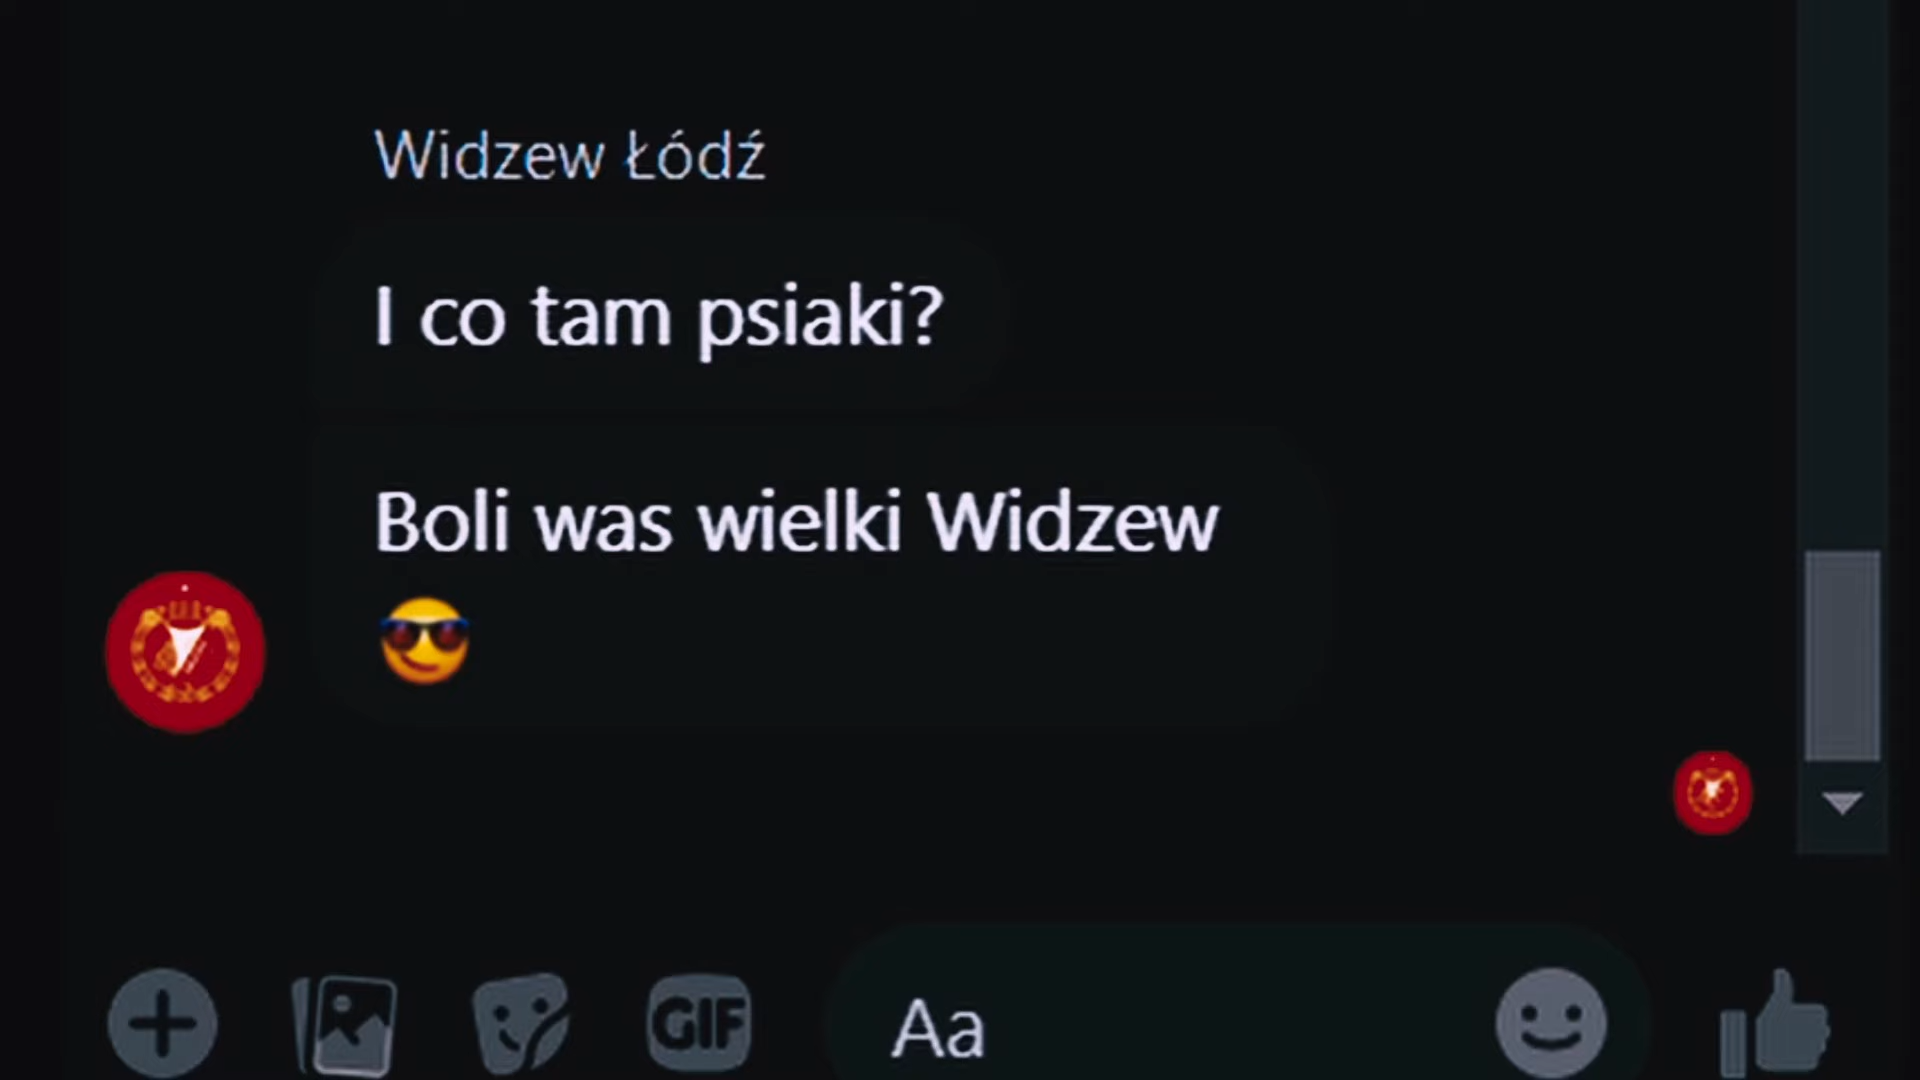 Widzew Łódź
I co tam psiaki?
Boli was wielki Widzew
😎
GIF
Aa